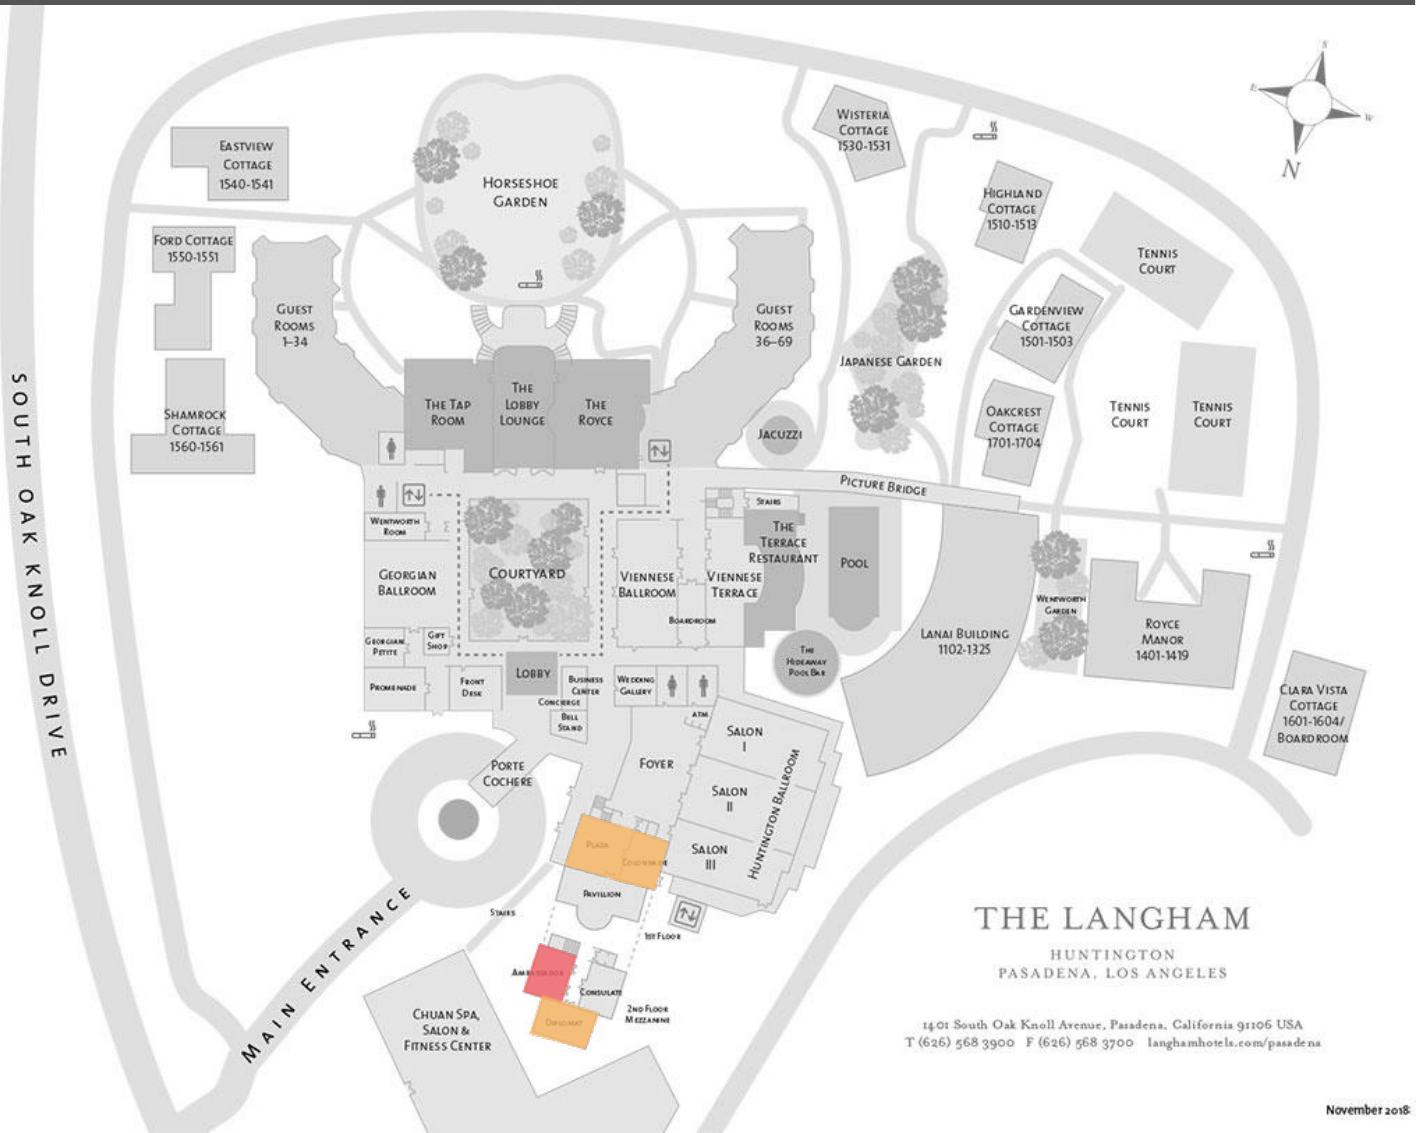 S
E
W
N
EASTVIEW
COTTAGE
1540-1541
FORD COTTAGE
1550-1551
SHAMROCK
COTTAGE
1560-1561
HORSESHOE
GARDEN
WISTERIA
COTTAGE
1530-1531
HIGHLAND
COTTAGE
1510-1513
TENNIS
COURT
GARDENVIEW
COTTAGE
1501-1503
GUEST
ROOMS
1–34
GUEST
ROOMS
36–69
JAPANESE GARDEN
OAKCREST
COTTAGE
1701-1704
TENNIS
COURT
TENNIS
COURT
THE TAP
ROOM
THE
LOBBY
LOUNGE
THE
ROYCE
JACUZZI
PICTURE BRIDGE
STAIRS
THE
TERRACE
RESTAURANT
POOL
WENTWORTH
ROOM
GEORGIAN
BALLROOM
COURTYARD
VIENNESE
BALLROOM
VIENNESE
TERRACE
BOARDROOM
GEORGIAN
PETITE
GIFT
SHOP
PROMENADE
FRONT
DESK
LOBBY
BUSINESS
CENTER
CONCIERGE
BELL
STAND
WEDDING
GALLERY
ATM
THE
HIDEAWAY
POOL BAR
LANAI BUILDING
1102-1325
WENTWORTH
GARDEN
ROYCE
MANOR
1401-1419
CLARA VISTA
COTTAGE
1601-1604/
BOARDROOM
SOUTH OAK KNOLL DRIVE
PORTE
COCHERE
FOYER
SALON
I
SALON
II
SALON
III
HUNTINGTON BALLROOM
PLAZA
COLONNADE
PAVILLION
STAIRS
1ST FLOOR
MAIN ENTRANCE
AMBASSADOR
CONSULATE
DIPLOMAT
2ND FLOOR
MEZZANINE
CHUAN SPA,
SALON &
FITNESS CENTER
THE LANGHAM
HUNTINGTON
PASADENA, LOS ANGELES
1401 South Oak Knoll Avenue, Pasadena, California 91106 USA
T (626) 568 3900 F (626) 568 3700 langhamhotels.com/pasadena
November 2018